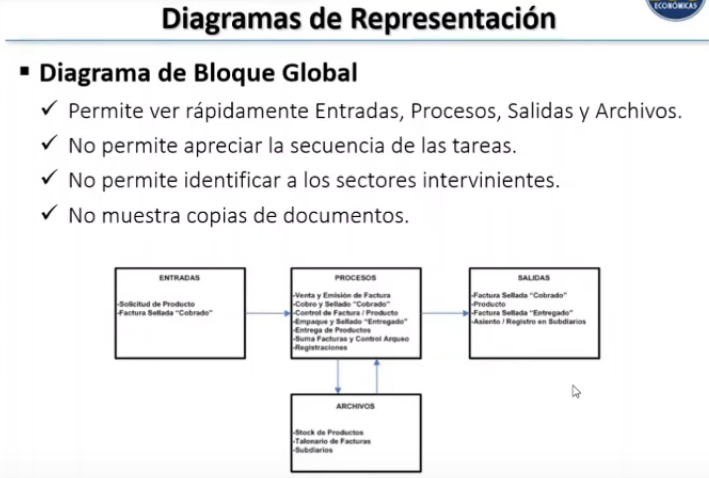 ECONÓMICAS
Diagramas de Representación
▪ Diagrama de Bloque Global
✓ Permite ver rápidamente Entradas, Procesos, Salidas y Archivos.
✓ No permite apreciar la secuencia de las tareas.
✓ No permite identificar a los sectores intervinientes.
✓ No muestra copias de documentos.
ENTRADAS
-Solicitud de Producto
-Factura Sellada "Cobrado"
PROCESOS
-Venta y Emisión de Factura
-Cobro y Sellado "Cobrado"
-Control de Factura / Producto
-Empaque y Sellado "Entregado"
-Entrega de Productos
-Suma Facturas y Control Arqueo
-Registraciones
SALIDAS
-Factura Sellada "Cobrado"
-Producto
-Factura Sellada "Entregado"
-Asiento / Registro en Subdiarios
ARCHIVOS
-Stock de Productos
-Talonario de Facturas
-Subdiarios